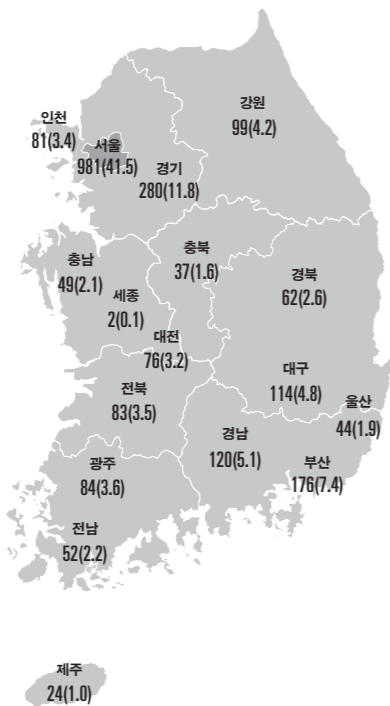 강원
99(4.2)
인천
81(3.4)
서울
981(41.5)
경기
280(11.8)
충북
37(1.6)
충남
49(2.1)
세종
2(0.1)
경북
62(2.6)
대전
76(3.2)
대구
114(4.8)
전북
83(3.5)
울산
44(1.9)
경남
120(5.1)
부산
176(7.4)
광주
84(3.6)
전남
52(2.2)
제주
24(1.0)